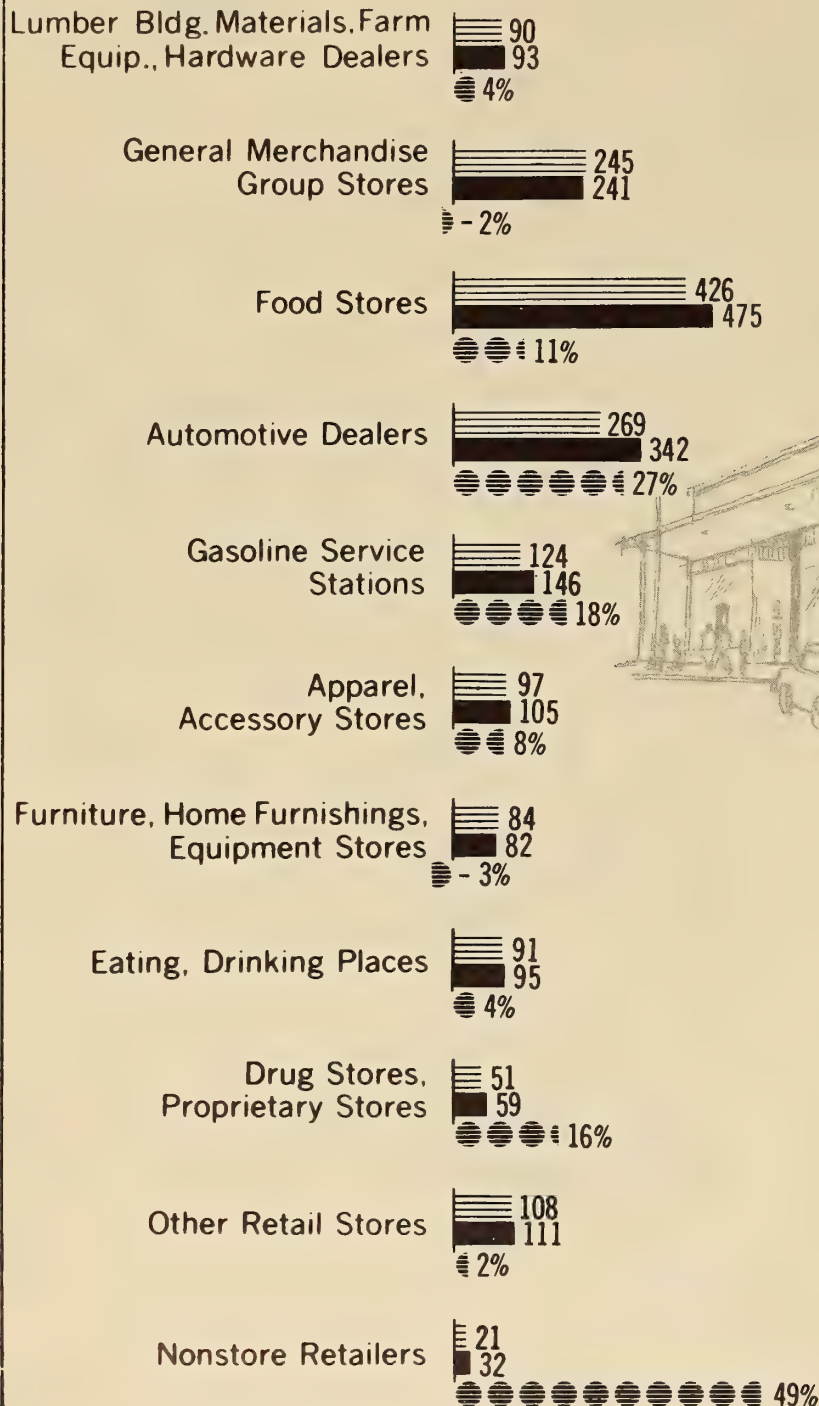 Lumber Bldg. Materials, Farm
Equip., Hardware Dealers
90
93
4%
General Merchandise
Group Stores
245
241
- 2%
Food Stores
426
475
11%
Automotive Dealers
269
342
27%
Gasoline Service
Stations
124
146
18%
Apparel,
Accessory Stores
97
105
8%
Furniture, Home Furnishings,
Equipment Stores
84
82
- 3%
Eating, Drinking Places
91
95
4%
Drug Stores,
Proprietary Stores
51
59
16%
Other Retail Stores
108
111
2%
Nonstore Retailers
21
32
49%